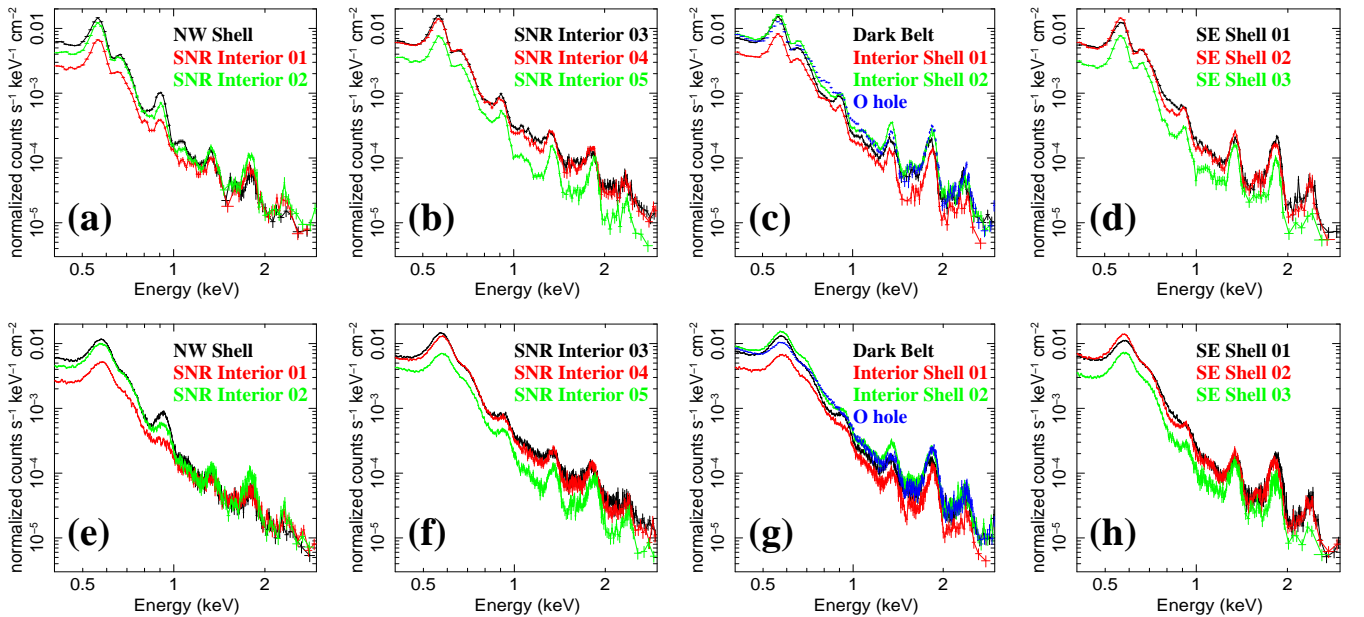 normalized counts s⁻¹ keV⁻¹ cm⁻²
0.01
10⁻³
10⁻⁴
10⁻⁵
NW Shell
SNR Interior 01
SNR Interior 02
(a)
0.5 1 2
Energy (keV)
normalized counts s⁻¹ keV⁻¹ cm⁻²
0.01
10⁻³
10⁻⁴
10⁻⁵
SNR Interior 03
SNR Interior 04
SNR Interior 05
(b)
0.5 1 2
Energy (keV)
normalized counts s⁻¹ keV⁻¹ cm⁻²
0.01
10⁻³
10⁻⁴
10⁻⁵
Dark Belt
Interior Shell 01
Interior Shell 02
O hole
(c)
0.5 1 2
Energy (keV)
normalized counts s⁻¹ keV⁻¹ cm⁻²
0.01
10⁻³
10⁻⁴
10⁻⁵
SE Shell 01
SE Shell 02
SE Shell 03
(d)
0.5 1 2
Energy (keV)
normalized counts s⁻¹ keV⁻¹ cm⁻²
0.01
10⁻³
10⁻⁴
10⁻⁵
NW Shell
SNR Interior 01
SNR Interior 02
(e)
0.5 1 2
Energy (keV)
normalized counts s⁻¹ keV⁻¹ cm⁻²
0.01
10⁻³
10⁻⁴
10⁻⁵
SNR Interior 03
SNR Interior 04
SNR Interior 05
(f)
0.5 1 2
Energy (keV)
normalized counts s⁻¹ keV⁻¹ cm⁻²
0.01
10⁻³
10⁻⁴
10⁻⁵
Dark Belt
Interior Shell 01
Interior Shell 02
O hole
(g)
0.5 1 2
Energy (keV)
normalized counts s⁻¹ keV⁻¹ cm⁻²
0.01
10⁻³
10⁻⁴
10⁻⁵
SE Shell 01
SE Shell 02
SE Shell 03
(h)
0.5 1 2
Energy (keV)